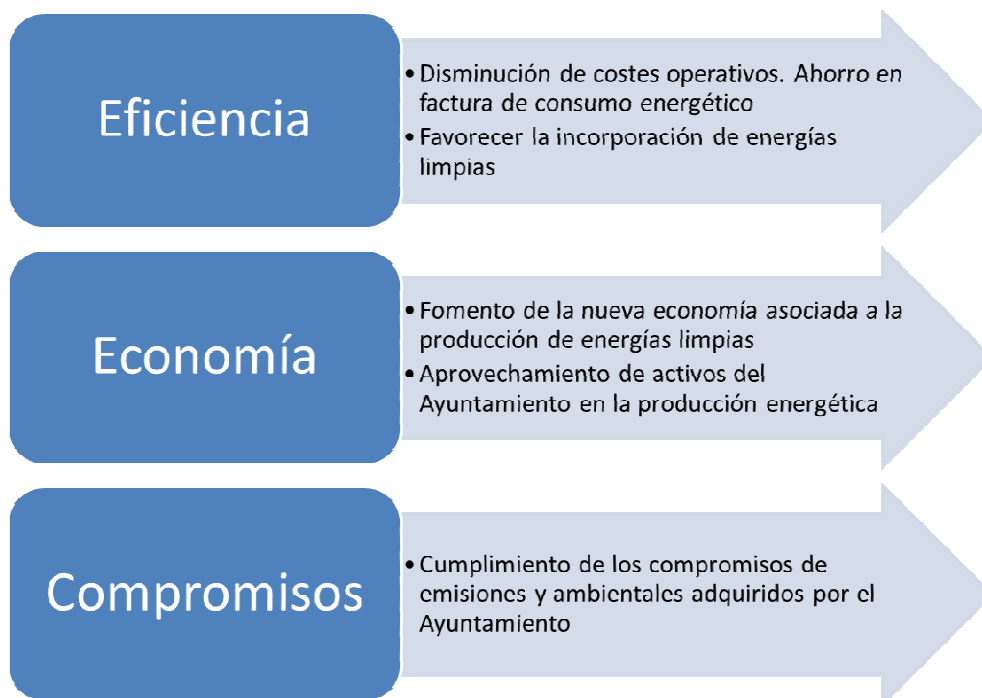 Eficiencia
• Disminución de costes operativos. Ahorro en
factura de consumo energético
• Favorecer la incorporación de energías
limpias
Economía
• Fomento de la nueva economía asociada a la
producción de energías limpias
• Aprovechamiento de activos del
Ayuntamiento en la producción energética
Compromisos
• Cumplimiento de los compromisos de
emisiones y ambientales adquiridos por el
Ayuntamiento